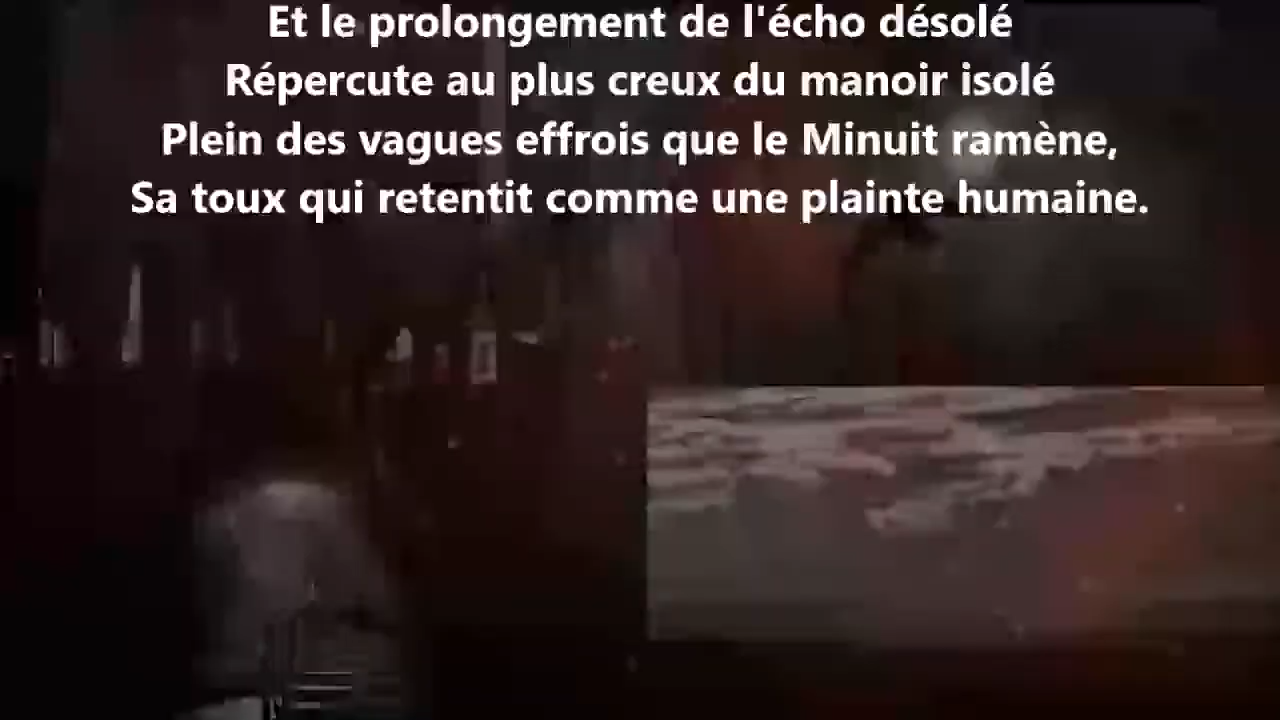 Et le prolongement de l'écho désolé
Répercute au plus creux du manoir isolé
Plein des vagues effrois que le Minuit ramène,
Sa toux qui retentit comme une plainte humaine.